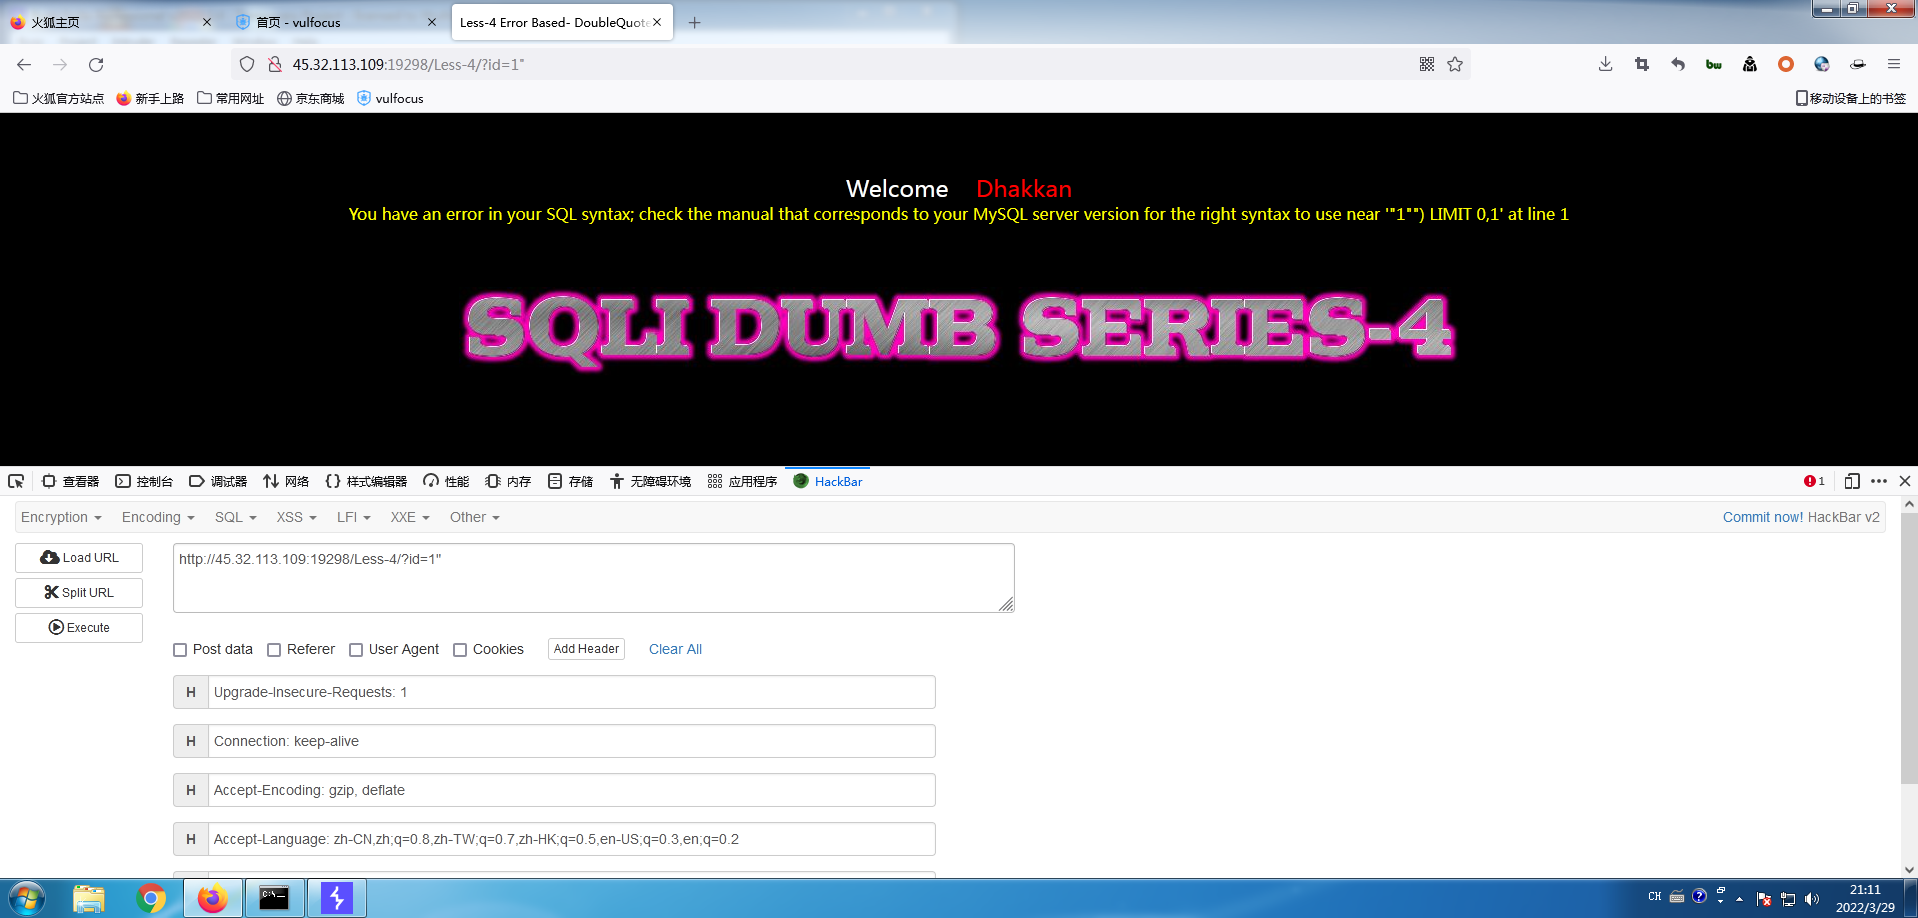 火狐主页
首页 - vulfocus
Less-4 Error Based- DoubleQuote
45.32.113.109:19298/Less-4/?id=1"
火狐官方站点 新手上路 常用网址 京东商城 vulfocus 移动设备上的书签
Welcome Dhakkan
You have an error in your SQL syntax; check the manual that corresponds to your MySQL server version for the right syntax to use near '"1"") LIMIT 0,1' at line 1
SQLI DUMB SERIES-4
查看器 控制台 调试器 网络 样式编辑器 性能 内存 存储 无障碍环境 应用程序 HackBar 1
Encryption Encoding SQL XSS LFI XXE Other Commit now! HackBar v2
Load URL
http://45.32.113.109:19298/Less-4/?id=1"
Split URL
Execute
Post data Referer User Agent Cookies Add Header Clear All
H Upgrade-Insecure-Requests: 1
H Connection: keep-alive
H Accept-Encoding: gzip, deflate
H Accept-Language: zh-CN,zh;q=0.8,zh-TW;q=0.7,zh-HK;q=0.5,en-US;q=0.3,en;q=0.2
CH 21:11
2022/3/29